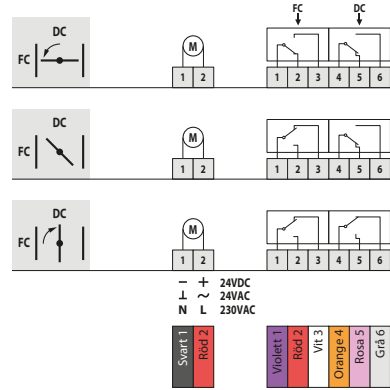 FC DC
DC
FC
M
1 2
1 2 3 4 5 6
DC
FC
M
1 2
1 2 3 4 5 6
DC
FC
M
1 2
1 2 3 4 5 6
− + 24VDC
⊥ ~ 24VAC
N L 230VAC
Svart 1
Röd 2
Violett 1
Röd 2
Vit 3
Orange 4
Rosa 5
Grå 6